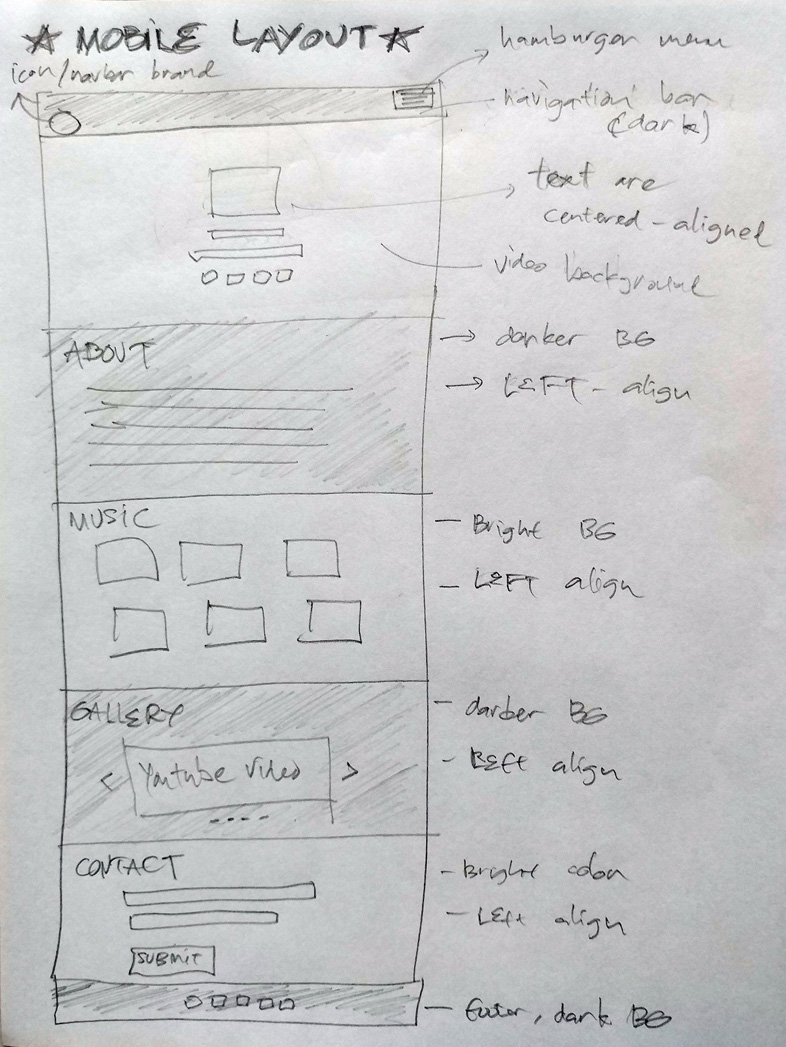 ★ MOBILE LAYOUT ★
hamburger menu
icon/navbar brand
navigation bar
(dark)
text are
centered-aligned
video background
ABOUT
→ darker BG
→ LEFT-align
MUSIC
- Bright BG
- LEFT align
GALLERY
- darker BG
- Left align
< Youtube Video >
CONTACT
- Bright color
- Left align
SUBMIT
- footer, dark BG